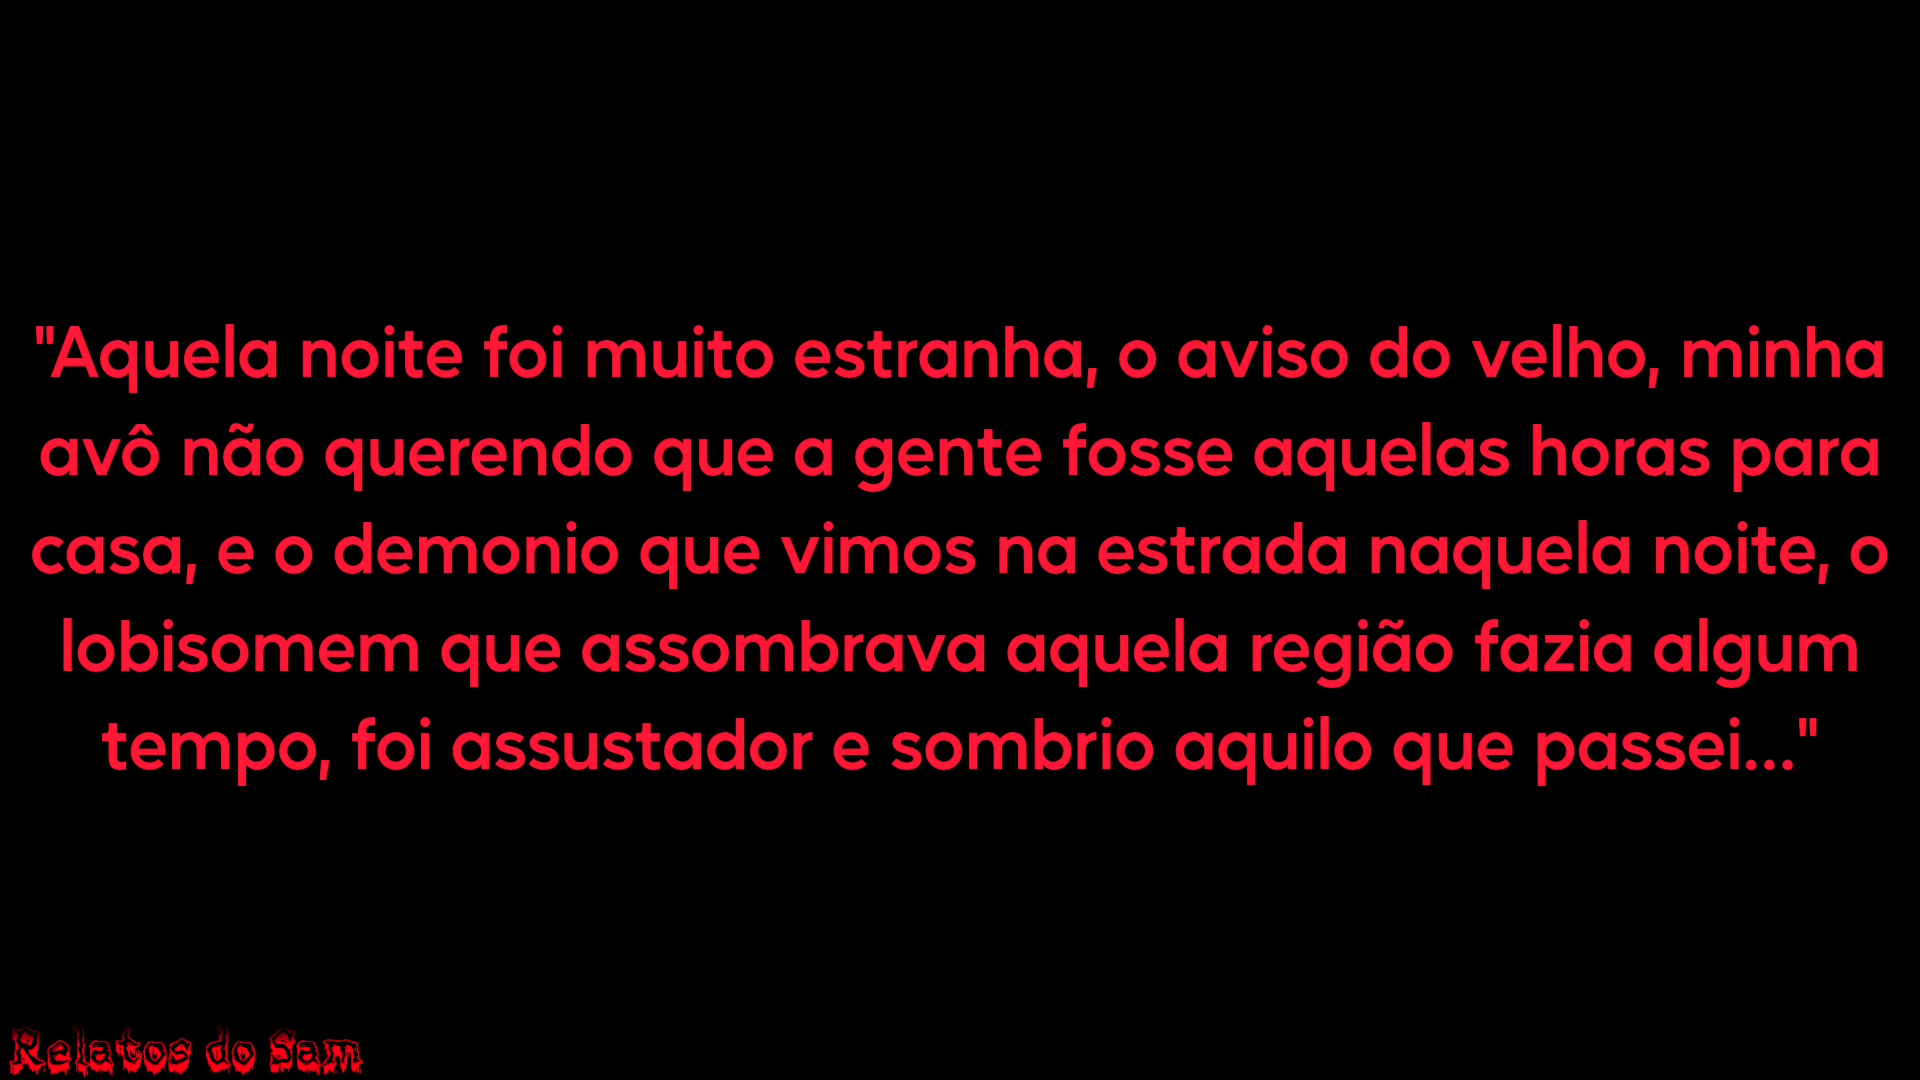 "Aquela noite foi muito estranha, o aviso do velho, minha
avô não querendo que a gente fosse aquelas horas para
casa, e o demonio que vimos na estrada naquela noite, o
lobisomem que assombrava aquela região fazia algum
tempo, foi assustador e sombrio aquilo que passei..."
Relatos do Sam